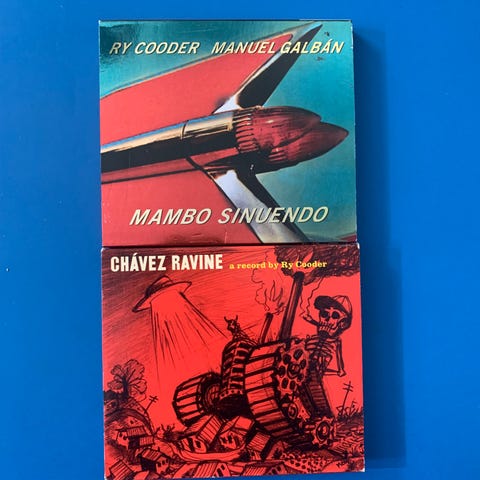 RY COODER MANUEL GALBÁN
MAMBO SINUENDO
CHÁVEZ RAVINE a record by Ry Cooder